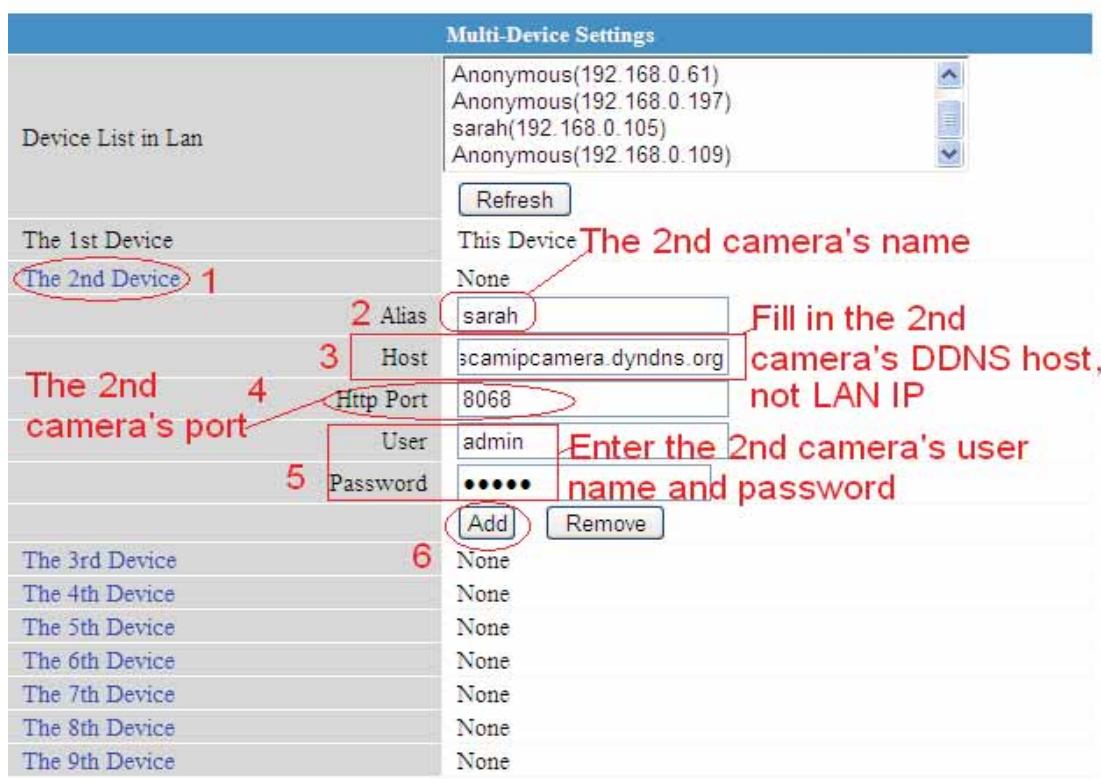 Multi-Device Settings
Device List in Lan
Anonymous(192.168.0.61)
Anonymous(192.168.0.197)
sarah(192.168.0.105)
Anonymous(192.168.0.109)
Refresh
The 1st Device This Device
The 2nd camera's name
The 2nd Device 1 None
2 Alias sarah
3 Host scamipcamera.dyndns.org
Fill in the 2nd
camera's DDNS host,
not LAN IP
The 2nd
camera's port
4 Http Port 8068
User admin
5 Password •••••
Enter the 2nd camera's user
name and password
Add Remove
6
The 3rd Device None
The 4th Device None
The 5th Device None
The 6th Device None
The 7th Device None
The 8th Device None
The 9th Device None